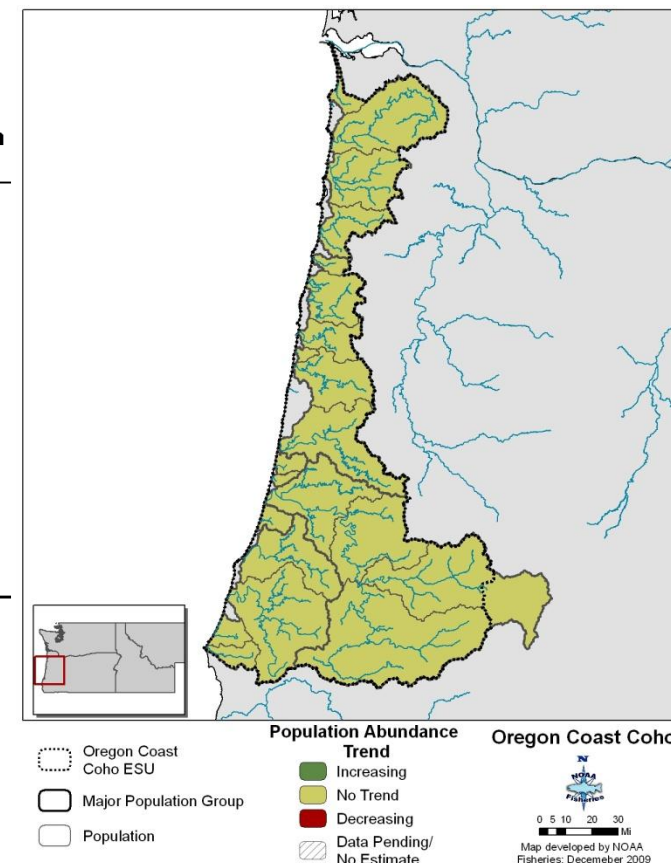 Population Abundance
Trend
Oregon Coast
Coho ESU
Major Population Group
Population
Increasing
No Trend
Decreasing
Data Pending/
No Estimate
Oregon Coast Coho
N
NOAA
Fisheries
0 5 10 20 30
Mi
Map developed by NOAA
Fisheries: Decemeber 2009